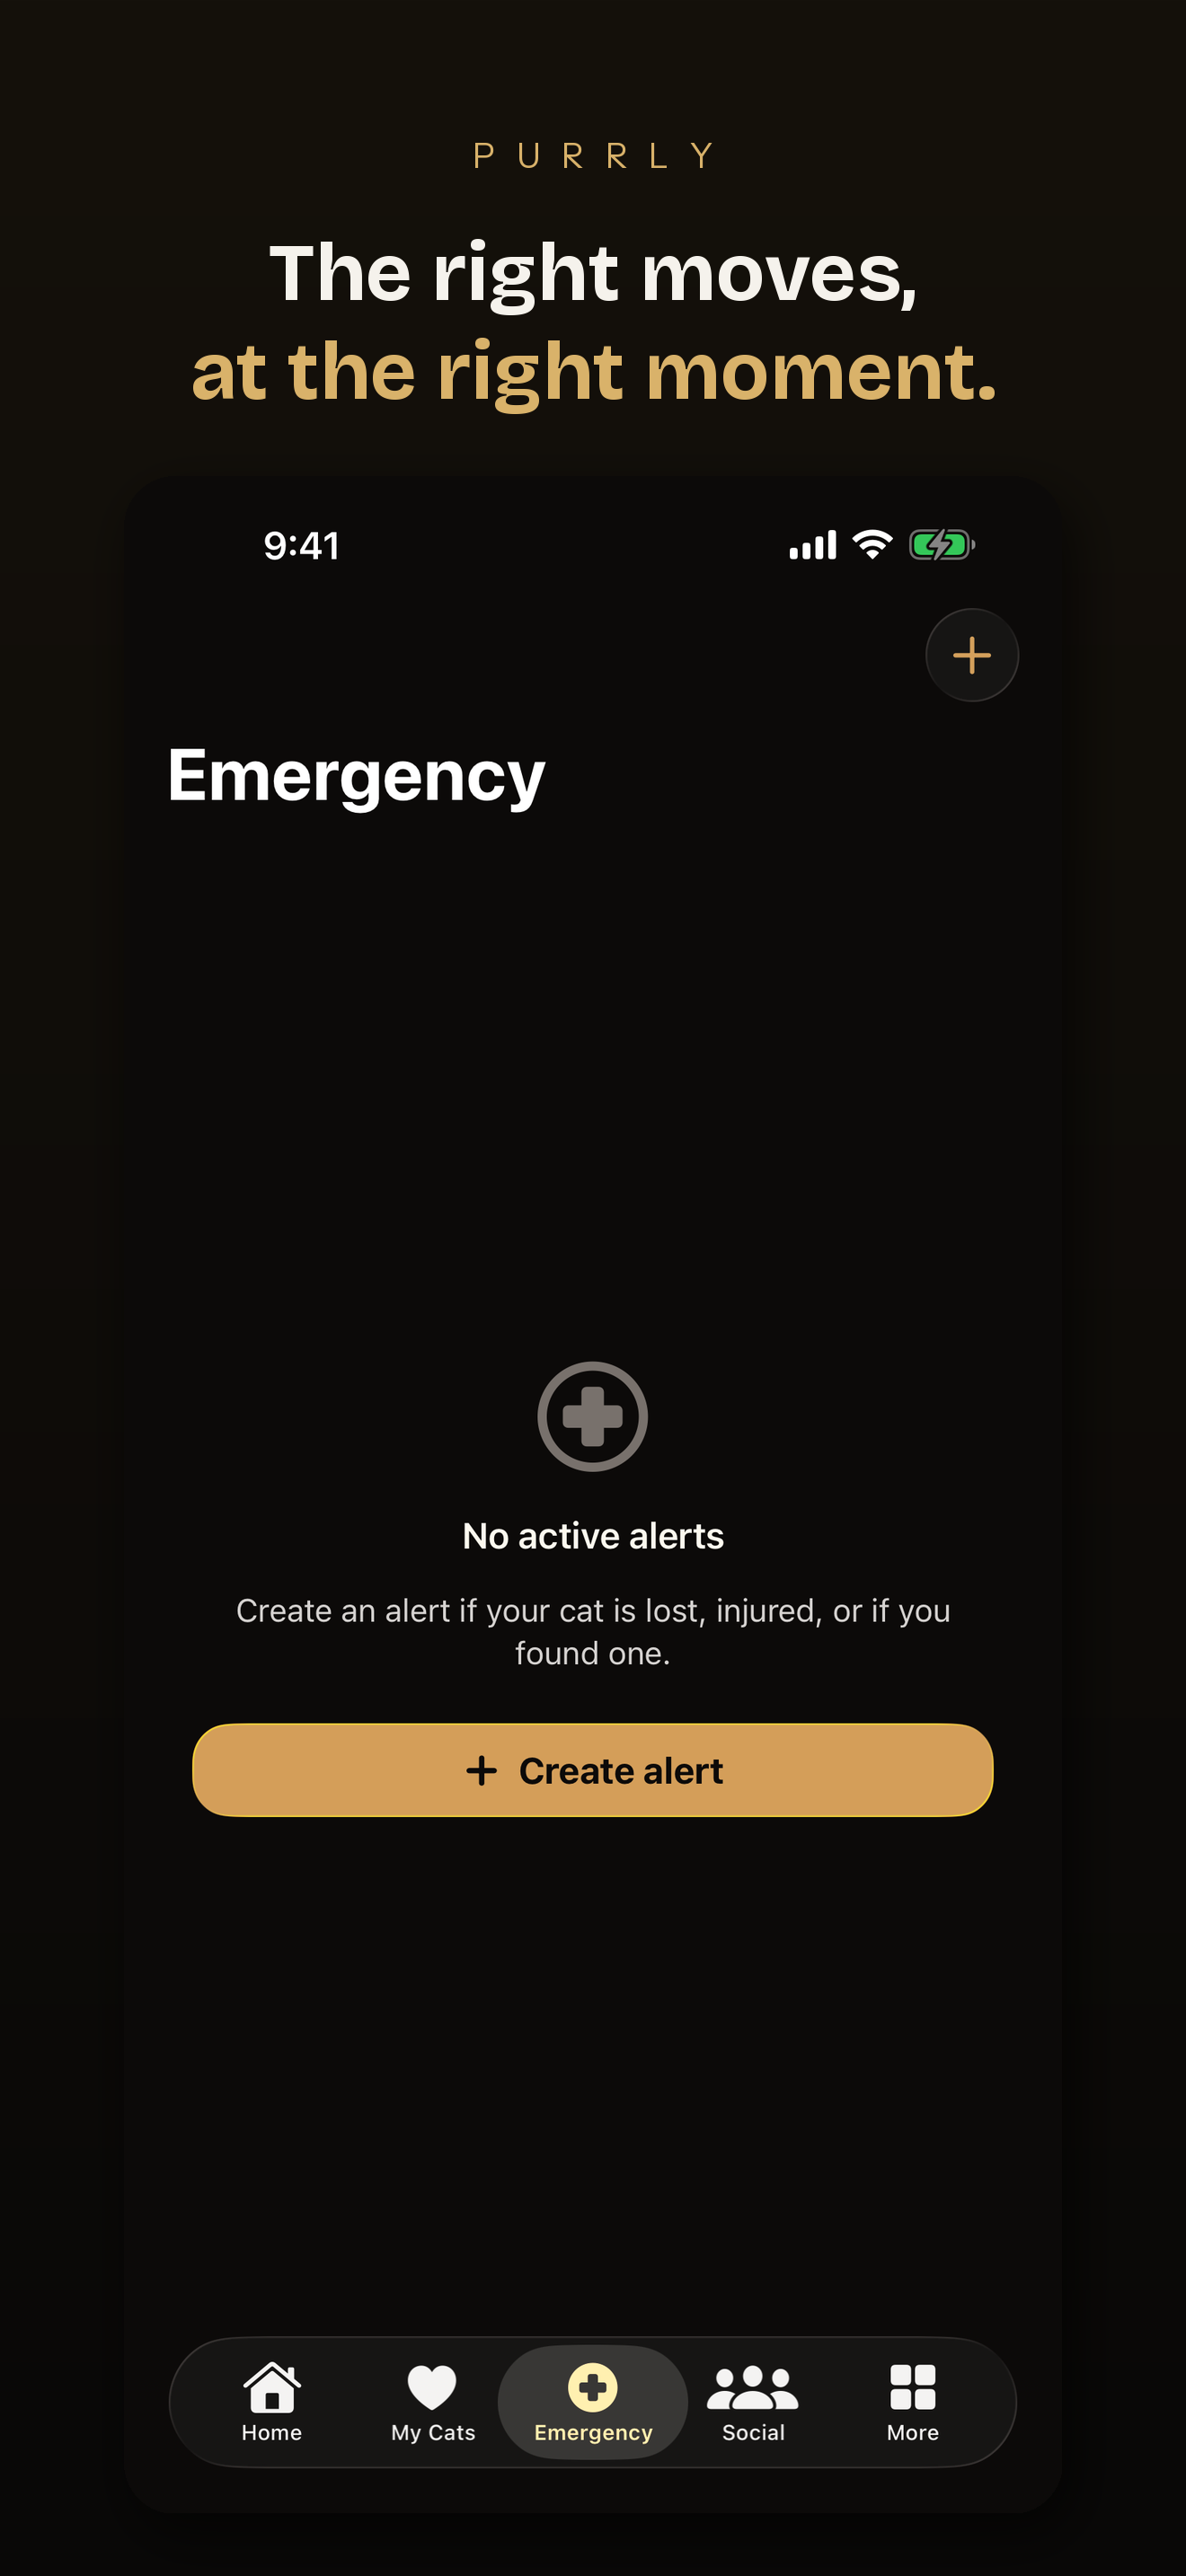 PURRLY
The right moves,
at the right moment.
9:41
Emergency
No active alerts
Create an alert if your cat is lost, injured, or if you
found one.
Create alert
Home
My Cats
Emergency
Social
More